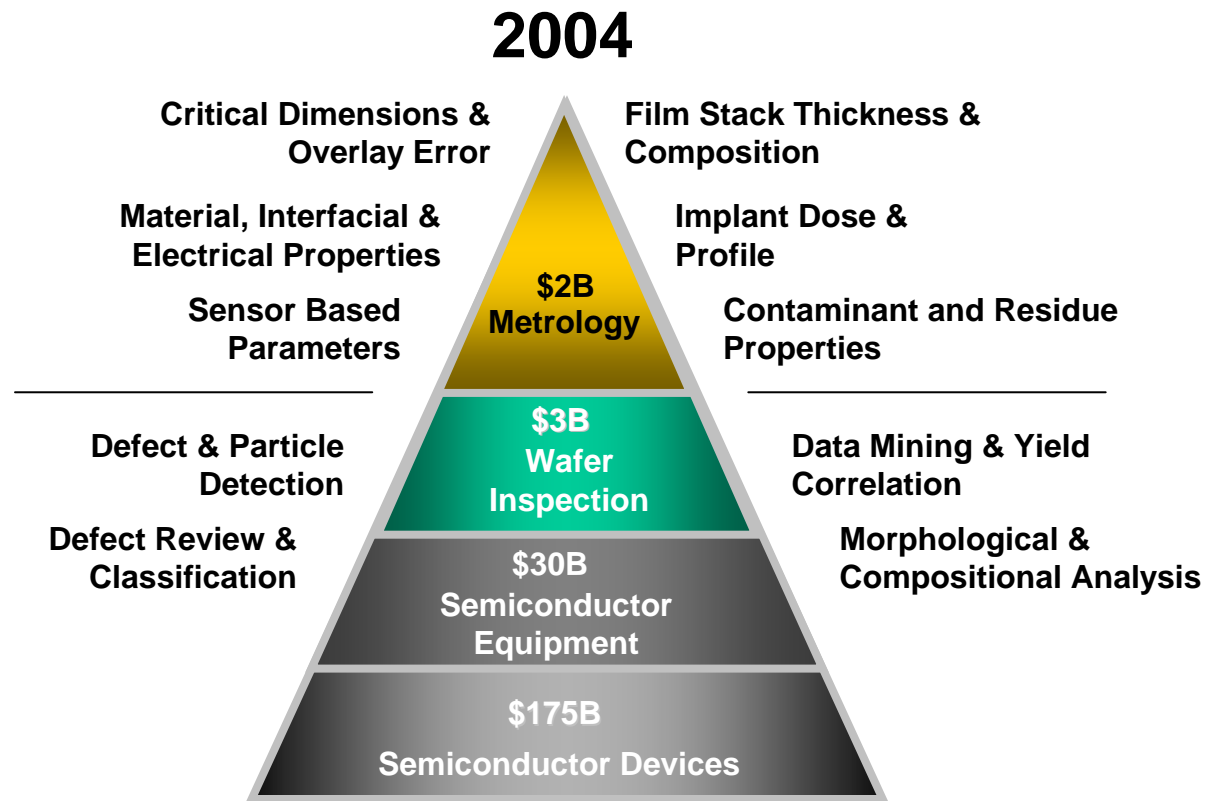 2004
Critical Dimensions &
Overlay Error
Film Stack Thickness &
Composition
Material, Interfacial &
Electrical Properties
Implant Dose &
Profile
Sensor Based
Parameters
Contaminant and Residue
Properties
$2B
Metrology
$3B
Wafer
Inspection
Defect & Particle
Detection
Data Mining & Yield
Correlation
Defect Review &
Classification
Morphological &
Compositional Analysis
$30B
Semiconductor
Equipment
$175B
Semiconductor Devices